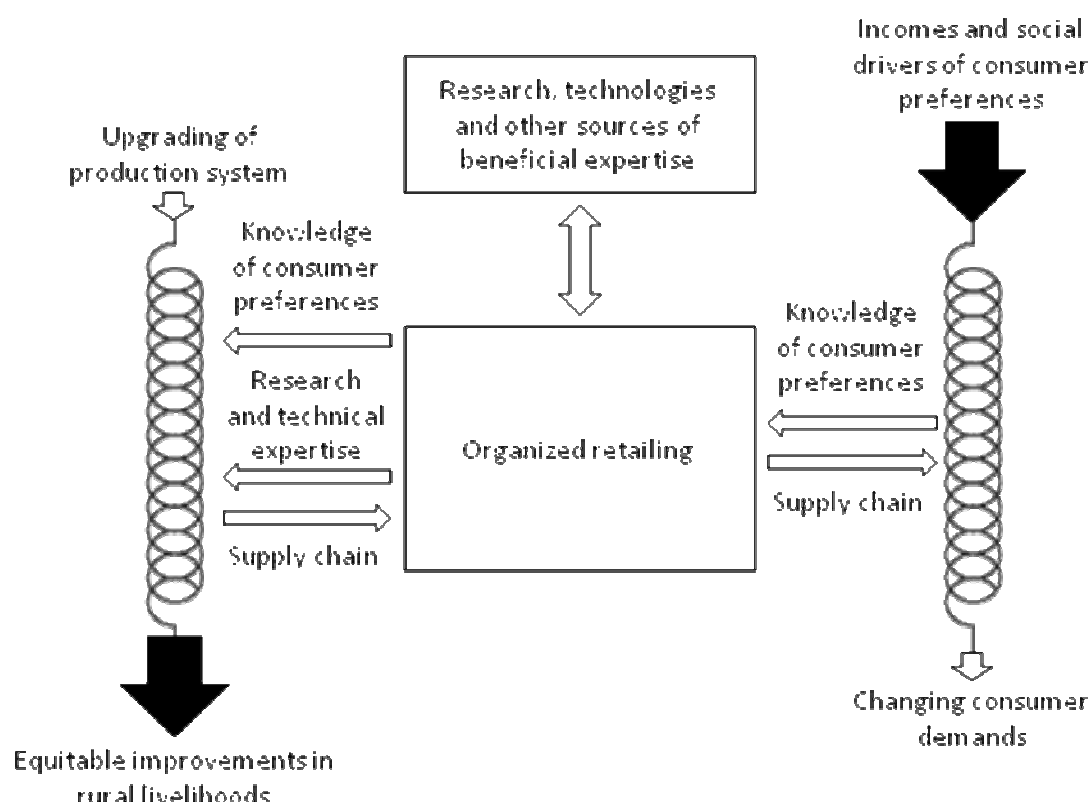 Incomes and social
drivers of consumer
preferences
Research, technologies
and other sources of
beneficial expertise
Upgrading of
production system
Knowledge
of consumer
preferences
Knowledge
of consumer
preferences
Research
and technical
expertise
Organized retailing
Supply chain
Supply chain
Changing consumer
demands
Equitable improvements in
rural livelihoods